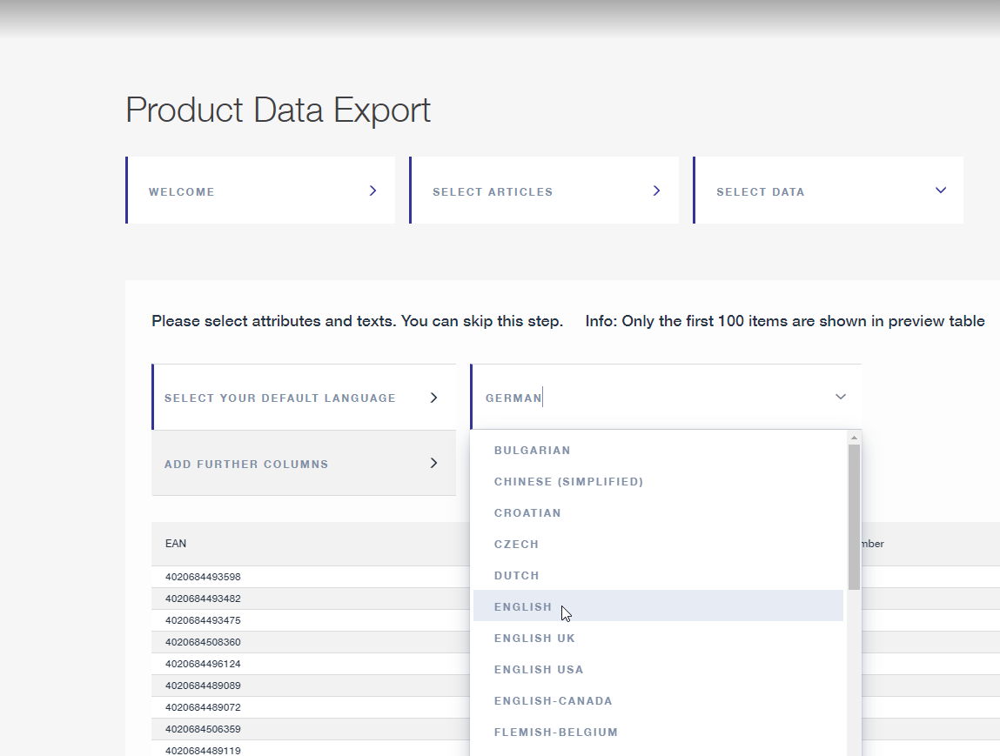 Product Data Export
WELCOME
SELECT ARTICLES
SELECT DATA
Please select attributes and texts. You can skip this step. Info: Only the first 100 items are shown in preview table
SELECT YOUR DEFAULT LANGUAGE
GERMAN
ADD FURTHER COLUMNS
BULGARIAN
CHINESE (SIMPLIFIED)
CROATIAN
CZECH
DUTCH
ENGLISH
ENGLISH UK
ENGLISH USA
ENGLISH-CANADA
FLEMISH-BELGIUM
EAN
4020684493598
4020684493482
4020684493475
4020684508360
4020684496124
4020684489089
4020684489072
4020684506359
4020684489119